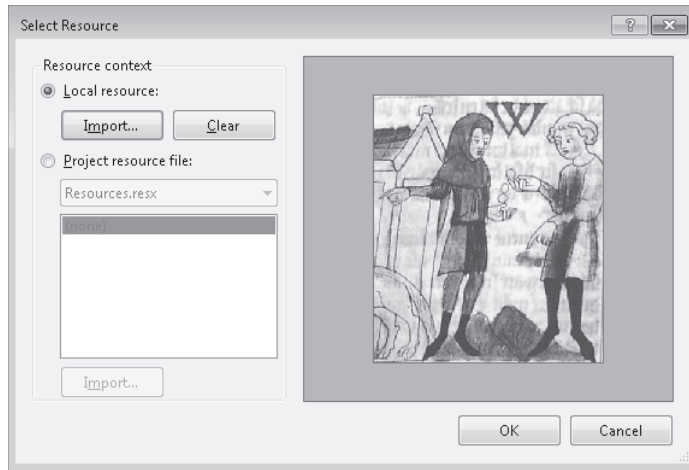 Select Resource
Resource context
Local resource:
Import...
Clear
Project resource file:
Resources.resx
(none)
Import...
W
OK
Cancel